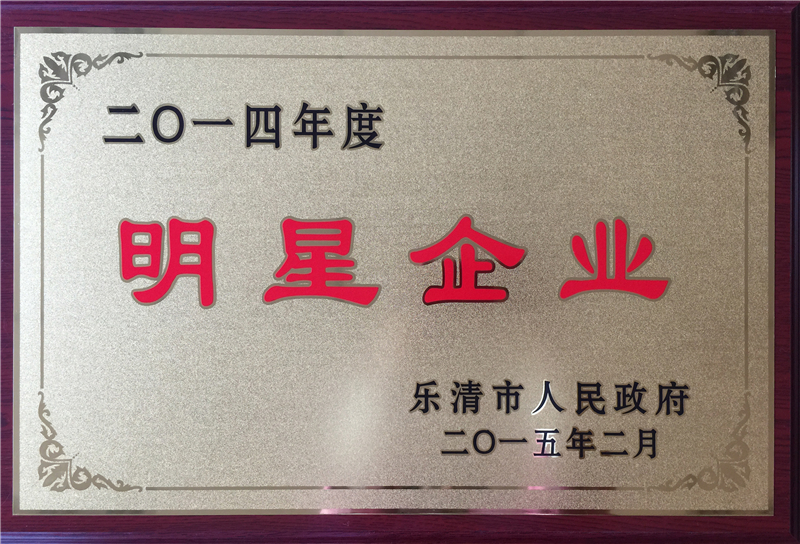 二〇一四年度
明星企业
乐清市人民政府
二〇一五年二月